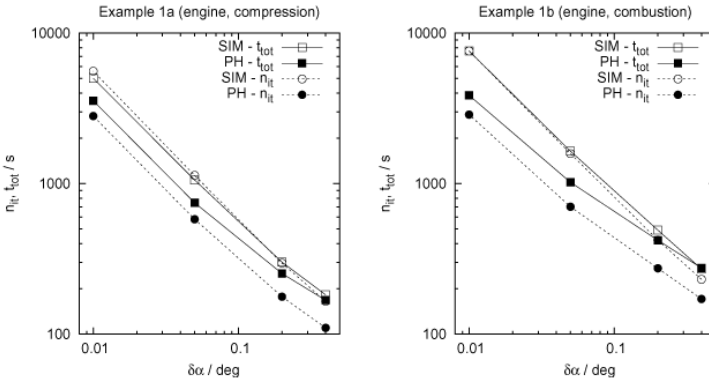 Example 1a (engine, compression)
10000
1000
100
n_it, t_tot / s
SIM - t_tot
PH - t_tot
SIM - n_it
PH - n_it
0.01
0.1
δα / deg
Example 1b (engine, combustion)
10000
1000
100
n_it, t_tot / s
SIM - t_tot
PH - t_tot
SIM - n_it
PH - n_it
0.01
0.1
δα / deg